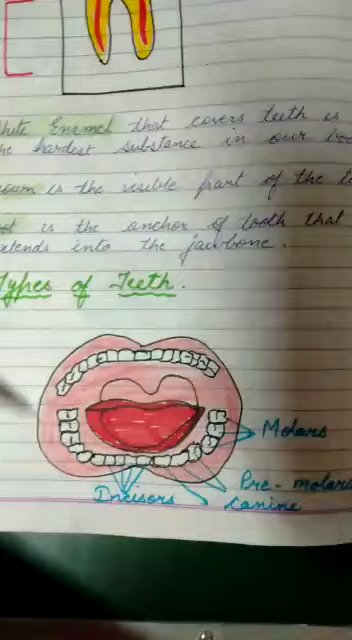 White Enamel that covers teeth is
the hardest substance in our
is the visible part of the
is the anchor of tooth that
into the jawbone.
Types of Teeth.
Molars
Pre-molars
Incisors
Canine